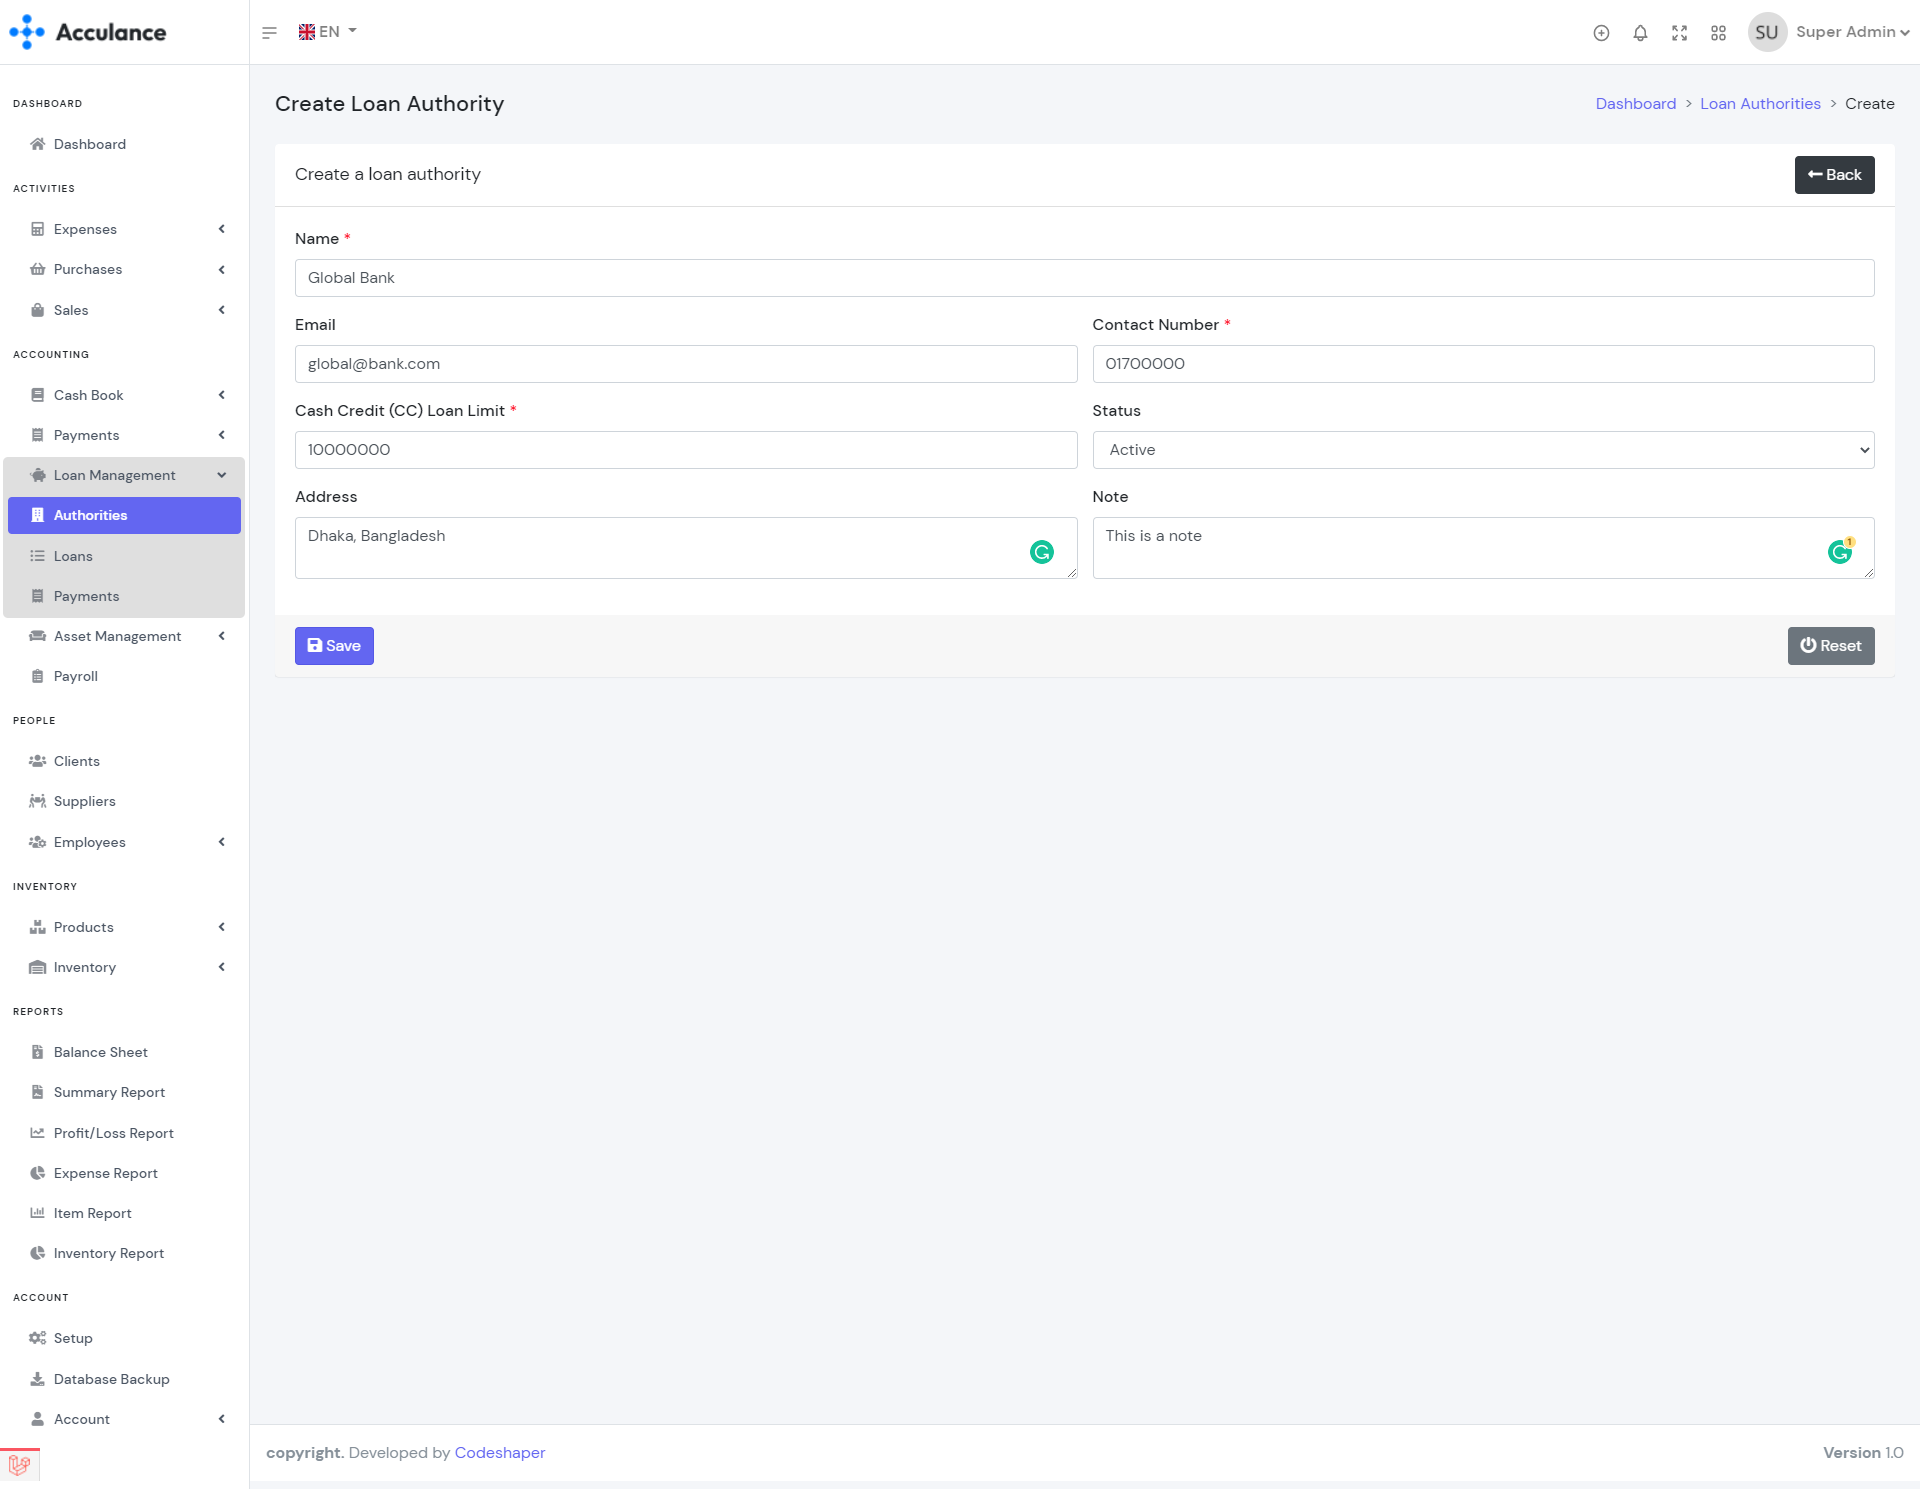 Acculance
EN
SU
Super Admin
DASHBOARD
Dashboard
ACTIVITIES
Expenses
Purchases
Sales
ACCOUNTING
Cash Book
Payments
Loan Management
Authorities
Loans
Payments
Asset Management
Payroll
PEOPLE
Clients
Suppliers
Employees
INVENTORY
Products
Inventory
REPORTS
Balance Sheet
Summary Report
Profit/Loss Report
Expense Report
Item Report
Inventory Report
ACCOUNT
Setup
Database Backup
Account
Create Loan Authority
Dashboard > Loan Authorities > Create
Create a loan authority
Back
Name *
Global Bank
Email
global@bank.com
Contact Number *
01700000
Cash Credit (CC) Loan Limit *
10000000
Status
Active
Address
Dhaka, Bangladesh
Note
This is a note
1
Save
Reset
copyright. Developed by Codeshaper
Version 1.0